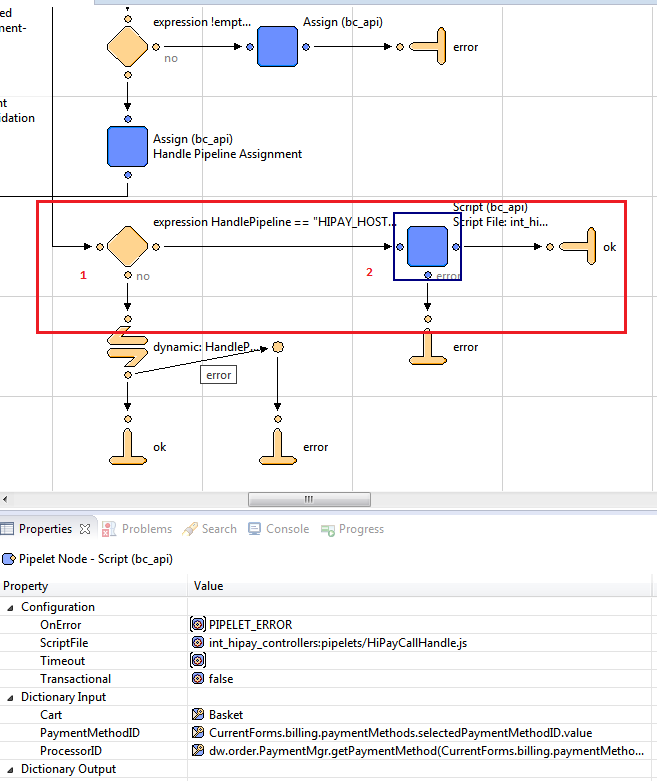 ed
ment-
nt
idation
expression !empt...
no
Assign (bc_api)
error
Assign (bc_api)
Handle Pipeline Assignment
expression HandlePipeline == "HIPAY_HOST...
1
no
2
Script (bc_api)
Script File: int_hi...
ok
error
dynamic: HandleP...
error
error
ok
error
Properties Problems Search Console Progress
Pipelet Node - Script (bc_api)
Property Value
Configuration
OnError PIPELET_ERROR
ScriptFile int_hipay_controllers:pipelets/HiPayCallHandle.js
Timeout
Transactional false
Dictionary Input
Cart Basket
PaymentMethodID CurrentForms.billing.paymentMethods.selectedPaymentMethodID.value
ProcessorID dw.order.PaymentMgr.getPaymentMethod(CurrentForms.billing.paymentMetho...
Dictionary Output